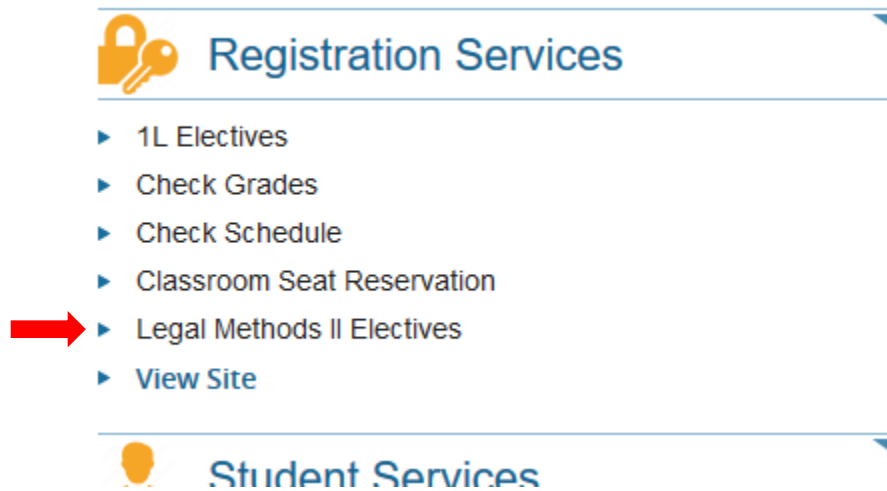 Registration Services
1L Electives
Check Grades
Check Schedule
Classroom Seat Reservation
Legal Methods II Electives
View Site
Student Services